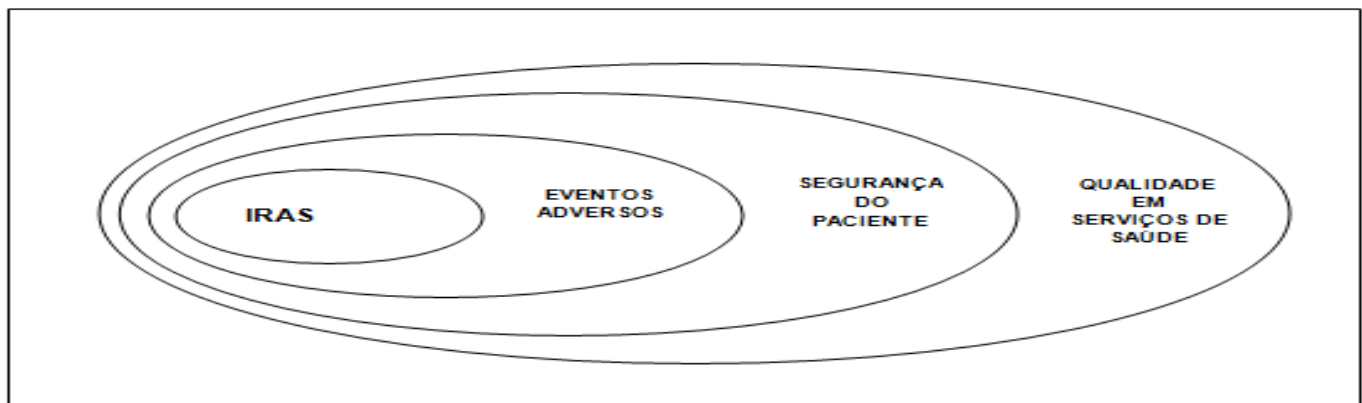 IRAS
EVENTOS
ADVERSOS
SEGURANÇA
DO
PACIENTE
QUALIDADE
EM
SERVIÇOS DE
SAÚDE